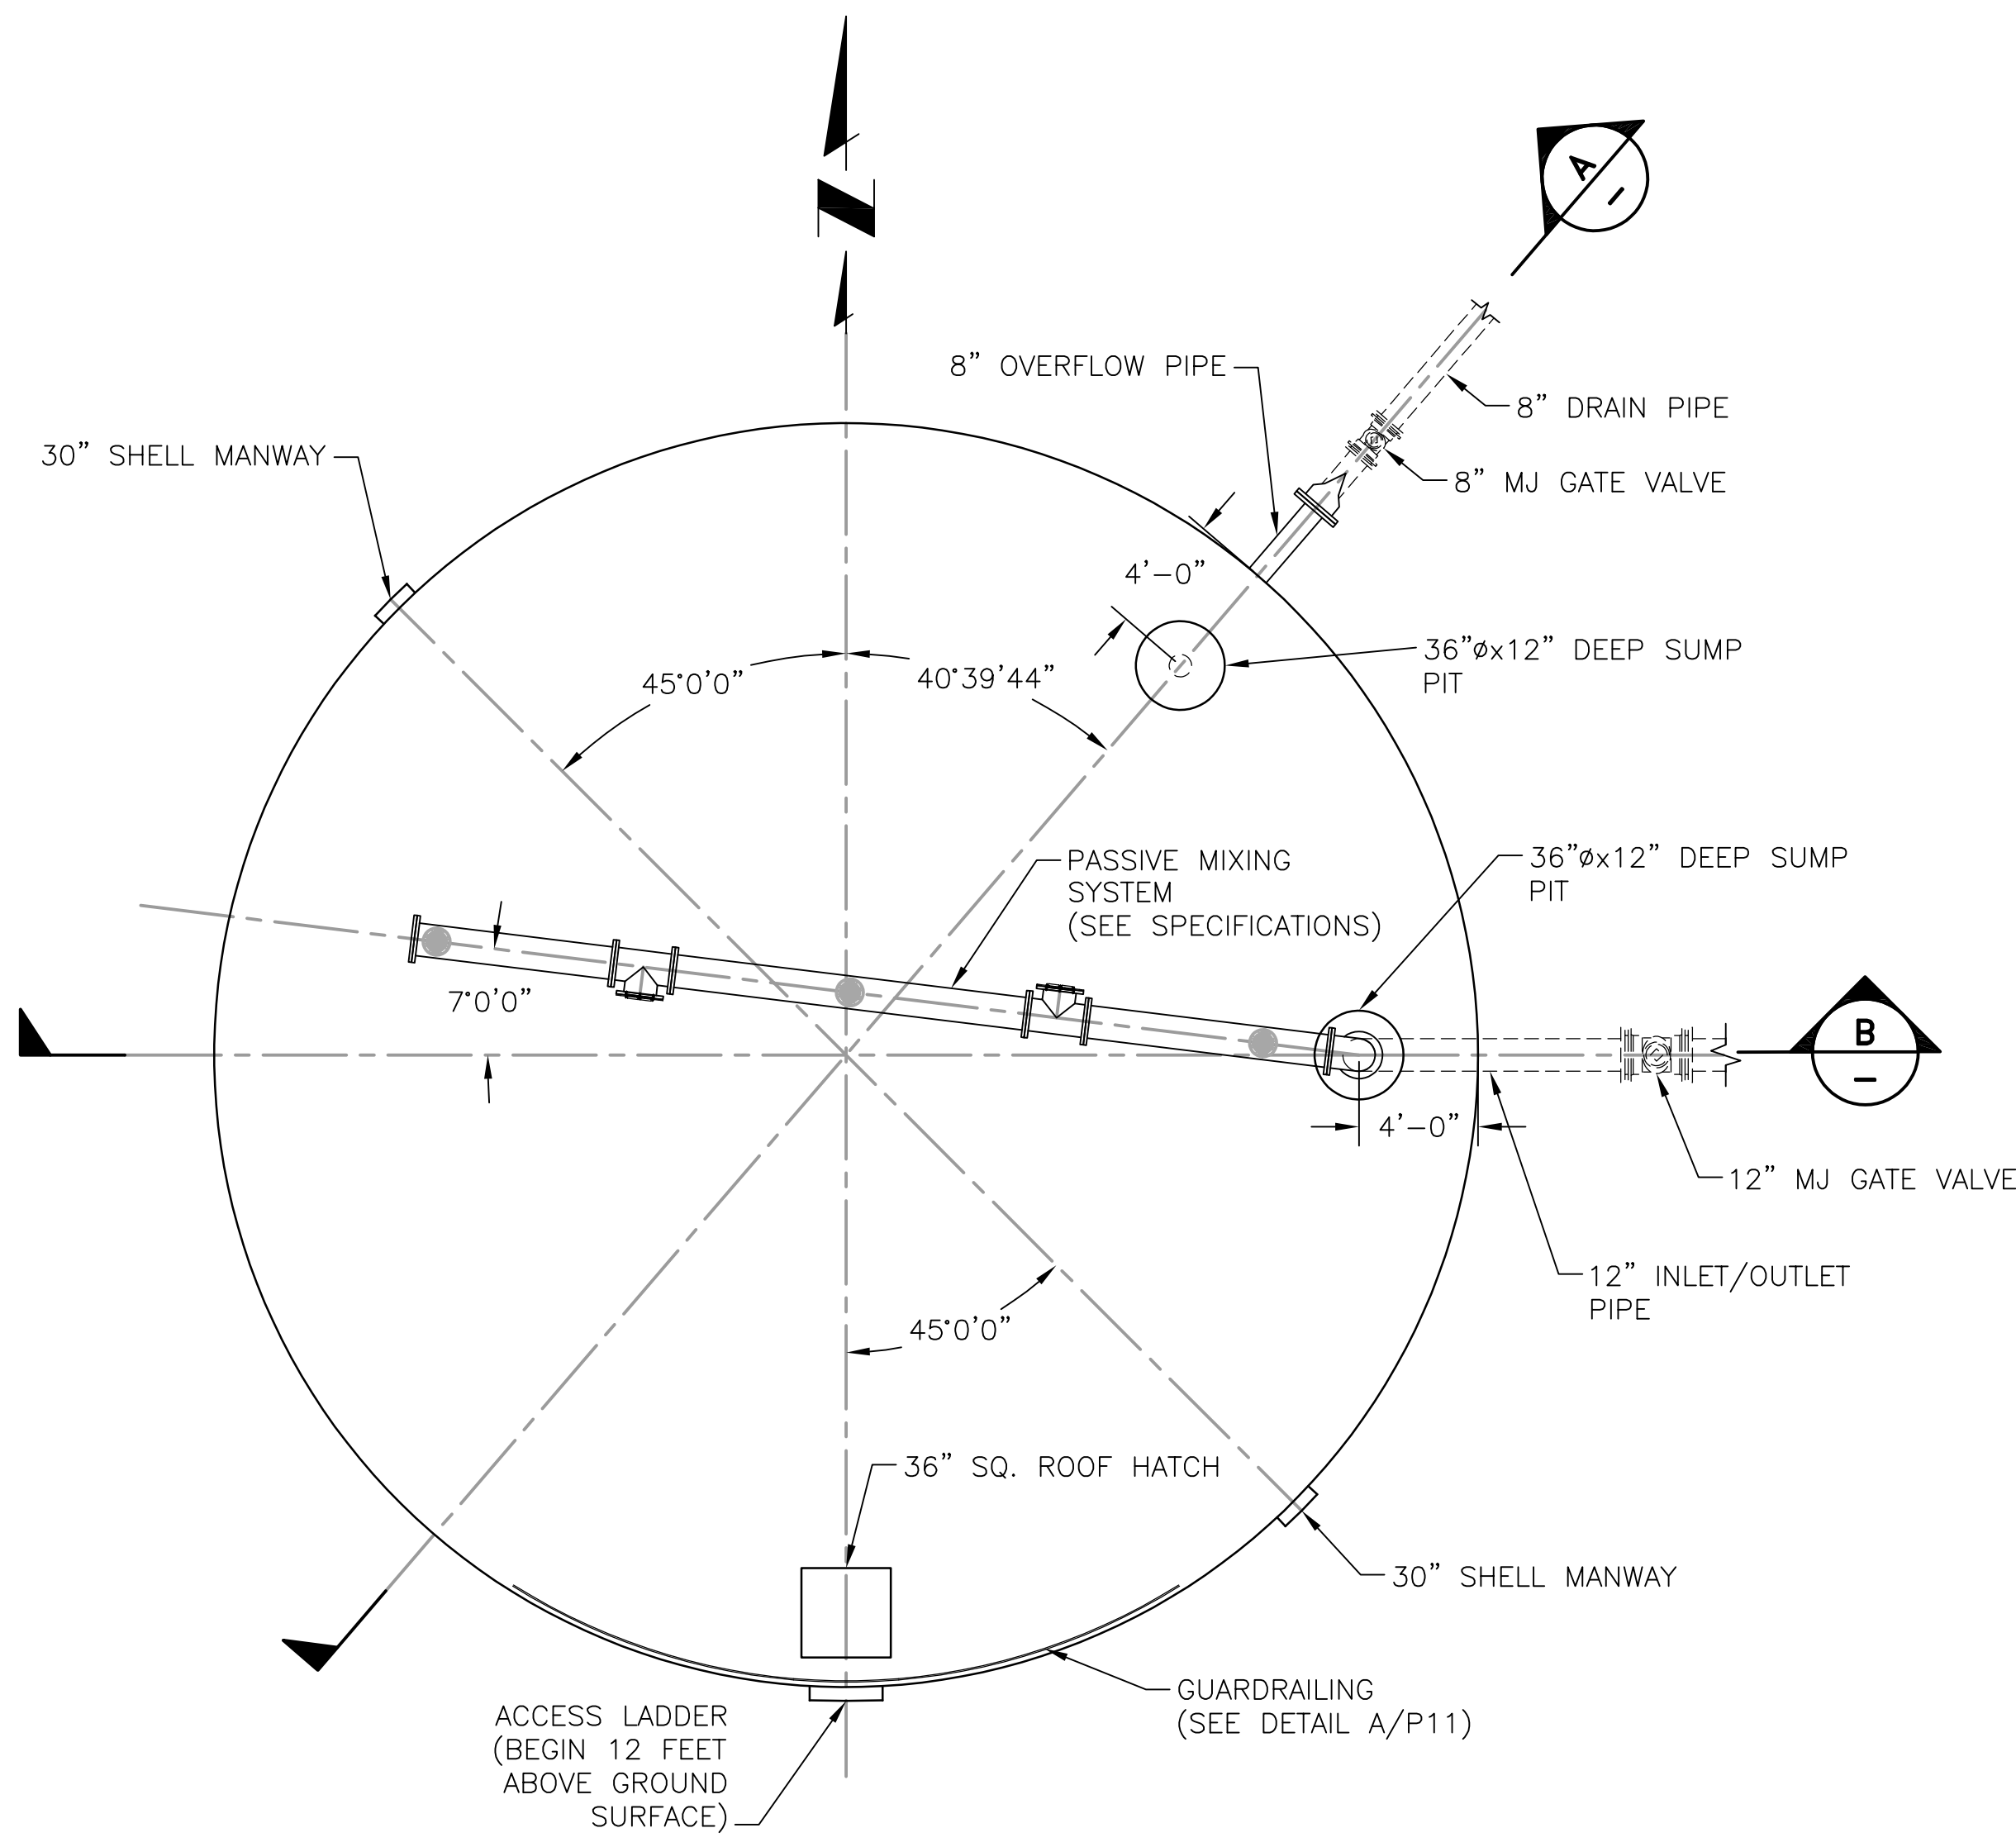 N
A
8” OVERFLOW PIPE
8” DRAIN PIPE
30” SHELL MANWAY
8” MJ GATE VALVE
4’-0”
45°0’0”
40°39’44”
36”Øx12” DEEP SUMP
PIT
PASSIVE MIXING
SYSTEM
(SEE SPECIFICATIONS)
36”Øx12” DEEP SUMP
PIT
7°0’0”
B
4’-0”
12” MJ GATE VALVE
12” INLET/OUTLET
PIPE
45°0’0”
36” SQ. ROOF HATCH
30” SHELL MANWAY
GUARDRAILING
(SEE DETAIL A/P11)
ACCESS LADDER
(BEGIN 12 FEET
ABOVE GROUND
SURFACE)